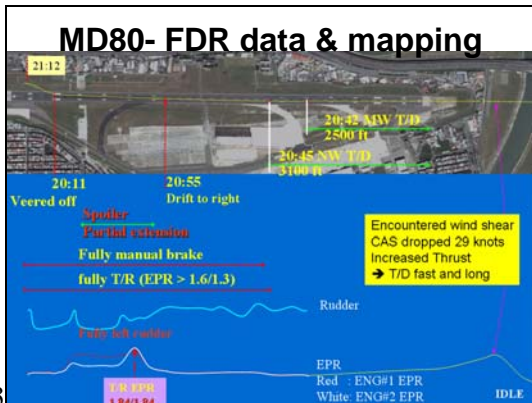 MD80- FDR data & mapping
21:12
20:42 MW T/D
2500 ft
20:45 NW T/D
3100 ft
20:11
Veered off
20:55
Drift to right
Spoiler
Partial extension
Fully manual brake
fully T/R (EPR > 1.6/1.3)
Encountered wind shear
CAS dropped 29 knots
Increased Thrust
→ T/D fast and long
Rudder
Fully left rudder
EPR
Red : ENG#1 EPR
White: ENG#2 EPR
T/R EPR
IDLE